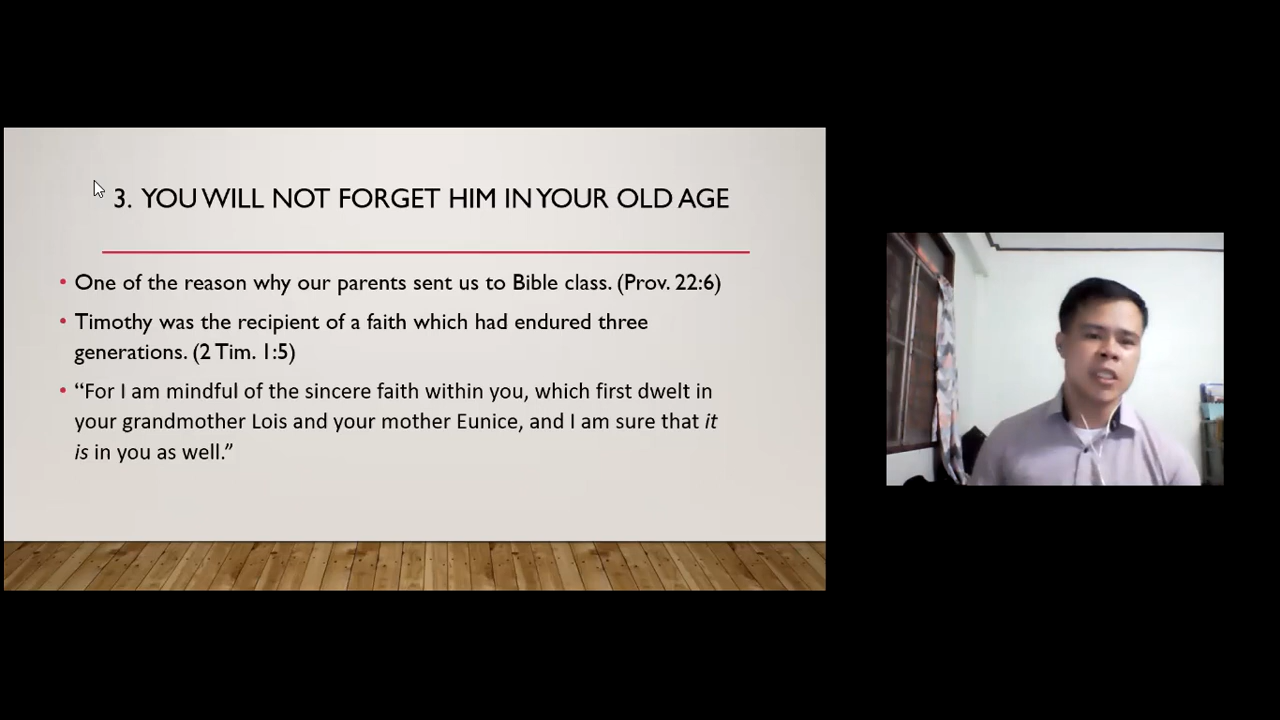 3. YOU WILL NOT FORGET HIM IN YOUR OLD AGE
• One of the reason why our parents sent us to Bible class. (Prov. 22:6)
• Timothy was the recipient of a faith which had endured three
generations. (2 Tim. 1:5)
• “For I am mindful of the sincere faith within you, which first dwelt in
your grandmother Lois and your mother Eunice, and I am sure that it
is in you as well.”